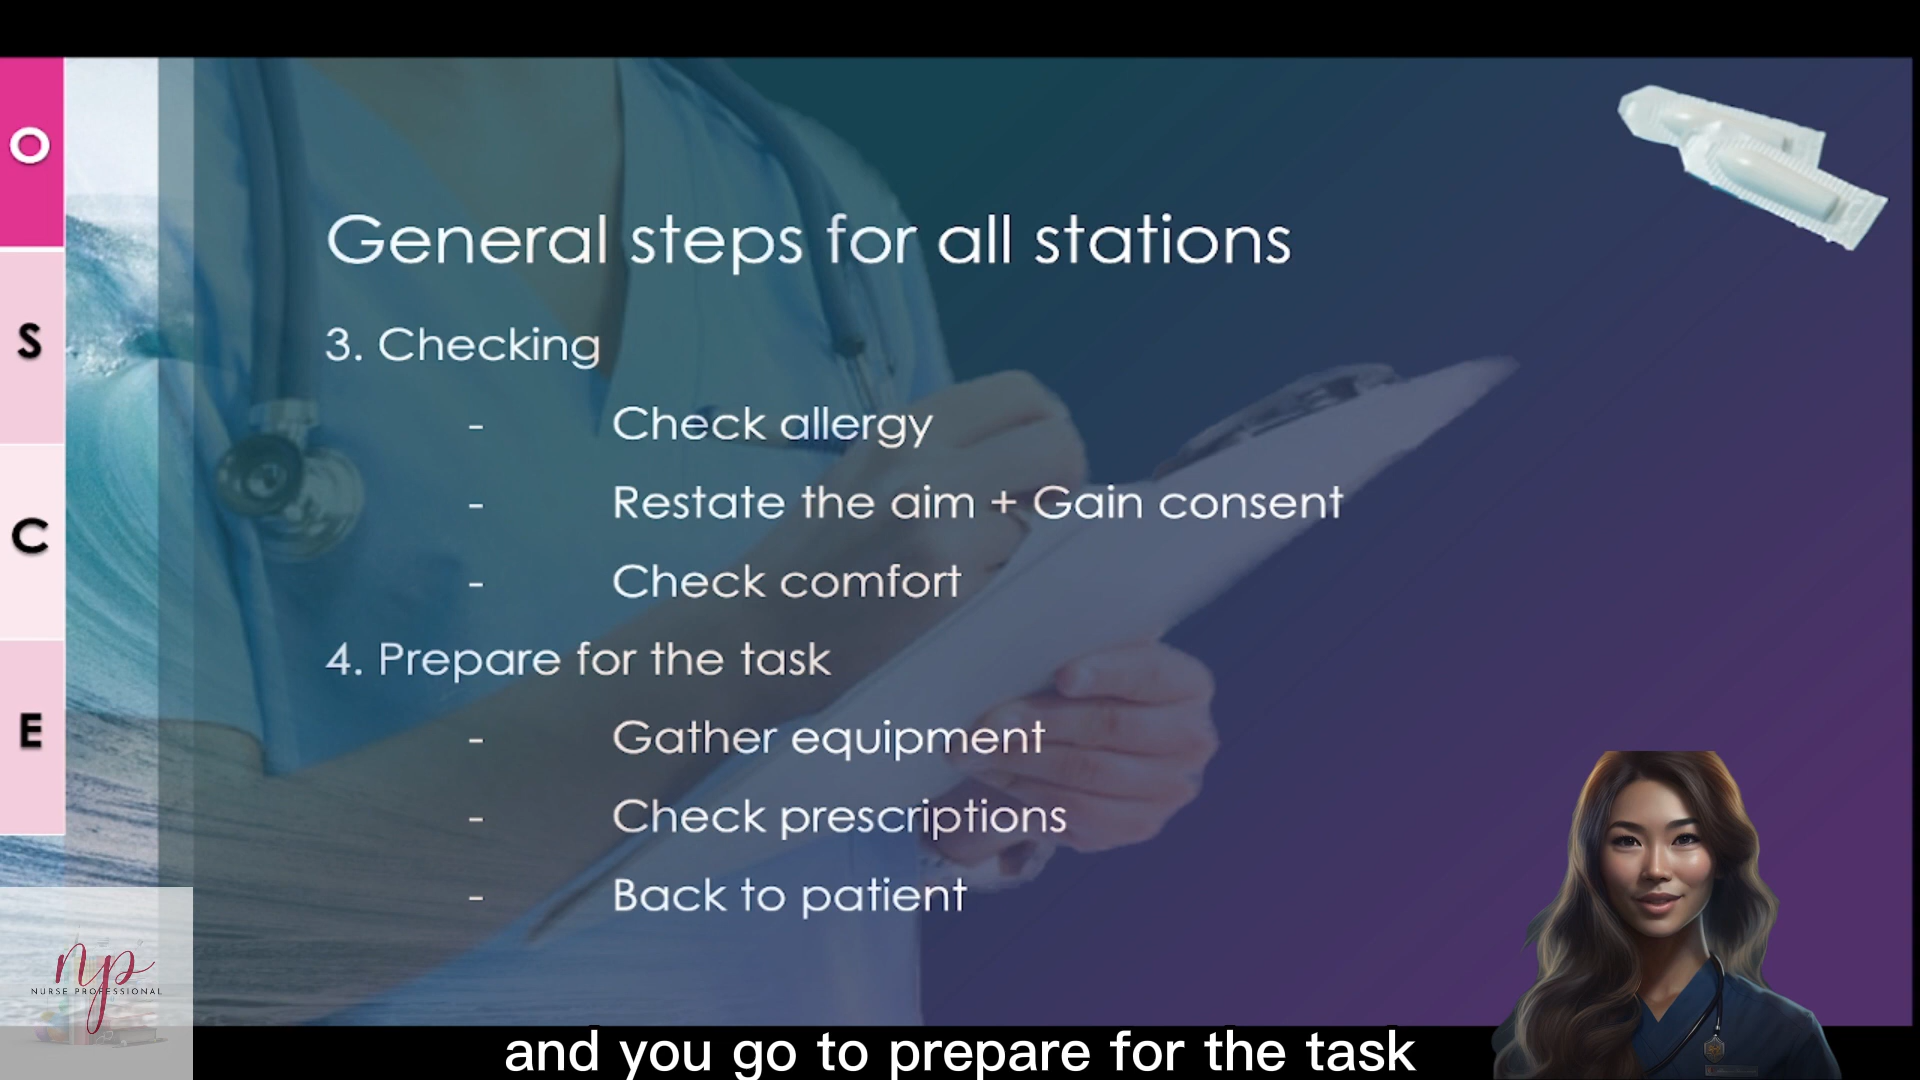 O
S
C
E
General steps for all stations
3. Checking
- Check allergy
- Restate the aim + Gain consent
- Check comfort
4. Prepare for the task
- Gather equipment
- Check prescriptions
- Back to patient
np
NURSE PROFESSIONAL
and you go to prepare for the task